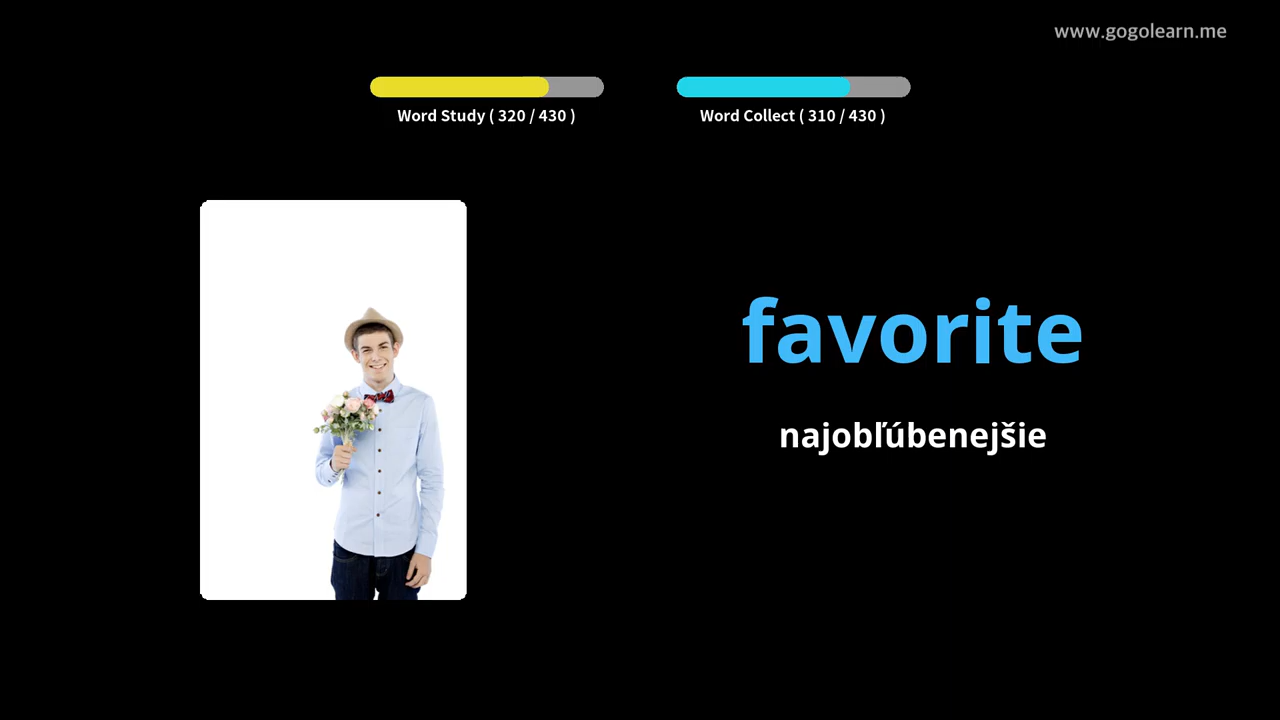 www.gogolearn.me
Word Study ( 320 / 430 )
Word Collect ( 310 / 430 )
favorite
najobľúbenejšie